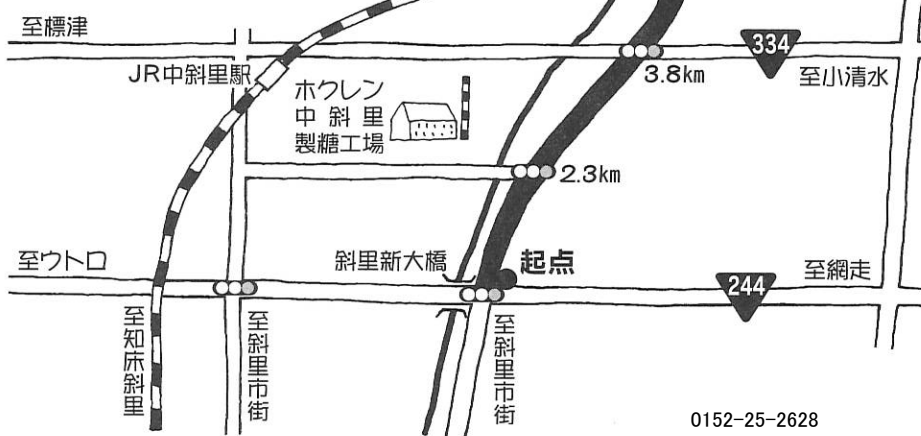 至標津
334
JR中斜里駅
3.8km
至小清水
ホクレン
中斜里
製糖工場
2.3km
至ウトロ
斜里新大橋
起点
至網走
244
至知床斜里
至斜里市街
至斜里市街
0152-25-2628